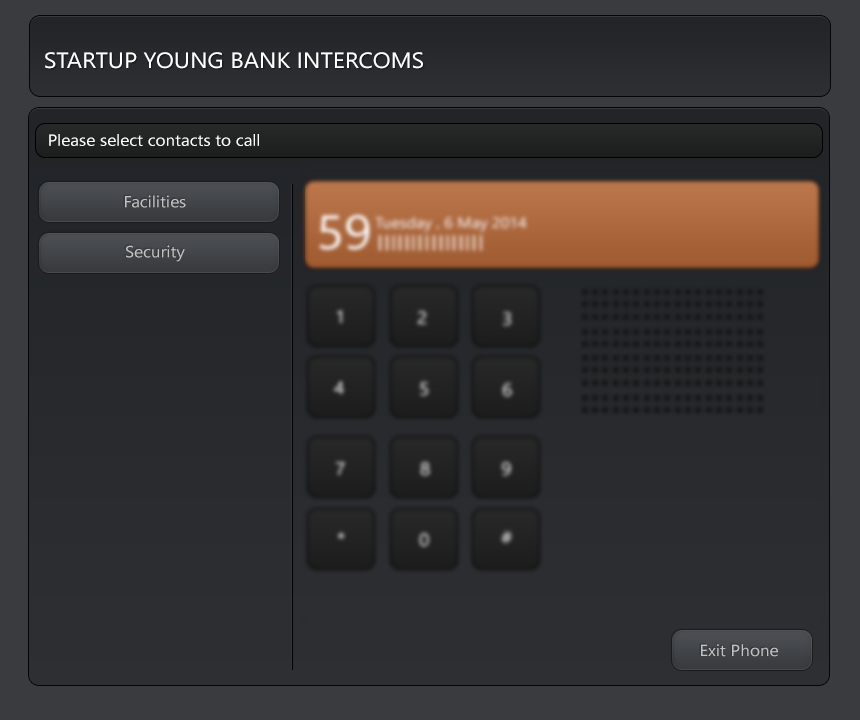 STARTUP YOUNG BANK INTERCOMS
Please select contacts to call
Facilities
Security
59
Tuesday , 6 May 2014
1 2 3
4 5 6
7 8 9
* 0 #
Exit Phone